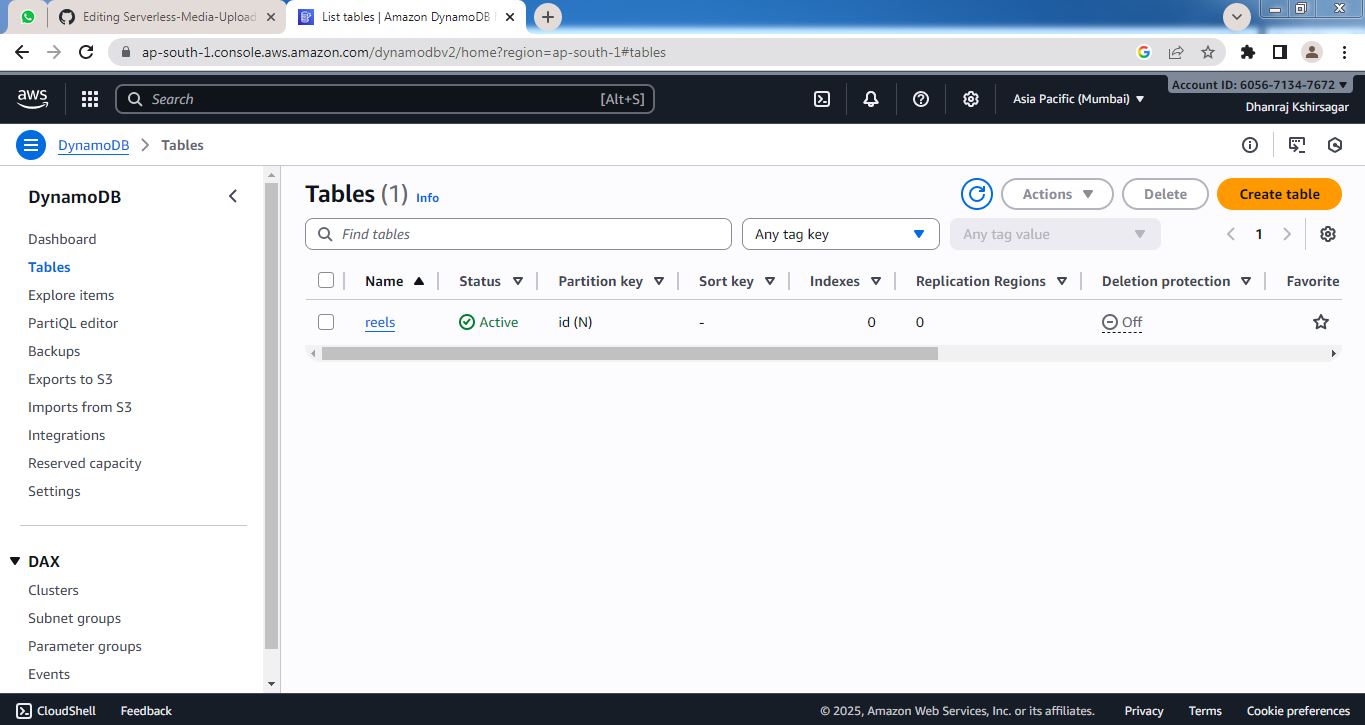 Editing Serverless-Media-Upload
List tables | Amazon DynamoDB
ap-south-1.console.aws.amazon.com/dynamodbv2/home?region=ap-south-1#tables
aws
Search [Alt+S]
Asia Pacific (Mumbai)
Account ID: 6056-7134-7672
Dhanraj Kshirsagar
DynamoDB > Tables
DynamoDB
Dashboard
Tables
Explore items
PartiQL editor
Backups
Exports to S3
Imports from S3
Integrations
Reserved capacity
Settings
DAX
Clusters
Subnet groups
Parameter groups
Events
Tables (1) Info
Actions
Delete
Create table
Find tables
Any tag key
Any tag value
1
Name Status Partition key Sort key Indexes Replication Regions Deletion protection Favorite
reels Active id (N) - 0 0 Off
CloudShell Feedback © 2025, Amazon Web Services, Inc. or its affiliates. Privacy Terms Cookie preferences